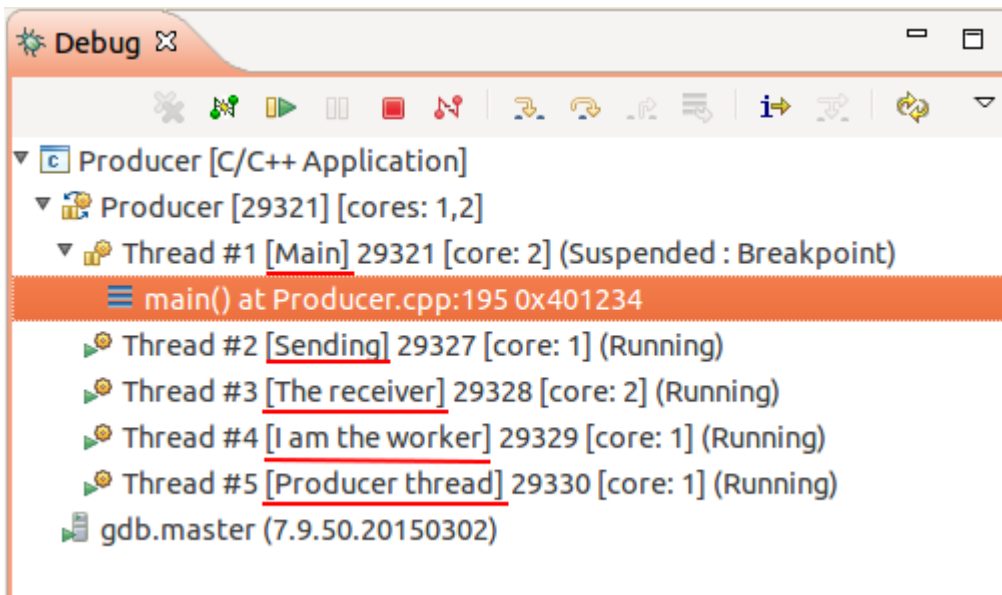 Debug
Producer [C/C++ Application]
Producer [29321] [cores: 1,2]
Thread #1 [Main] 29321 [core: 2] (Suspended : Breakpoint)
main() at Producer.cpp:195 0x401234
Thread #2 [Sending] 29327 [core: 1] (Running)
Thread #3 [The receiver] 29328 [core: 2] (Running)
Thread #4 [I am the worker] 29329 [core: 1] (Running)
Thread #5 [Producer thread] 29330 [core: 1] (Running)
gdb.master (7.9.50.20150302)